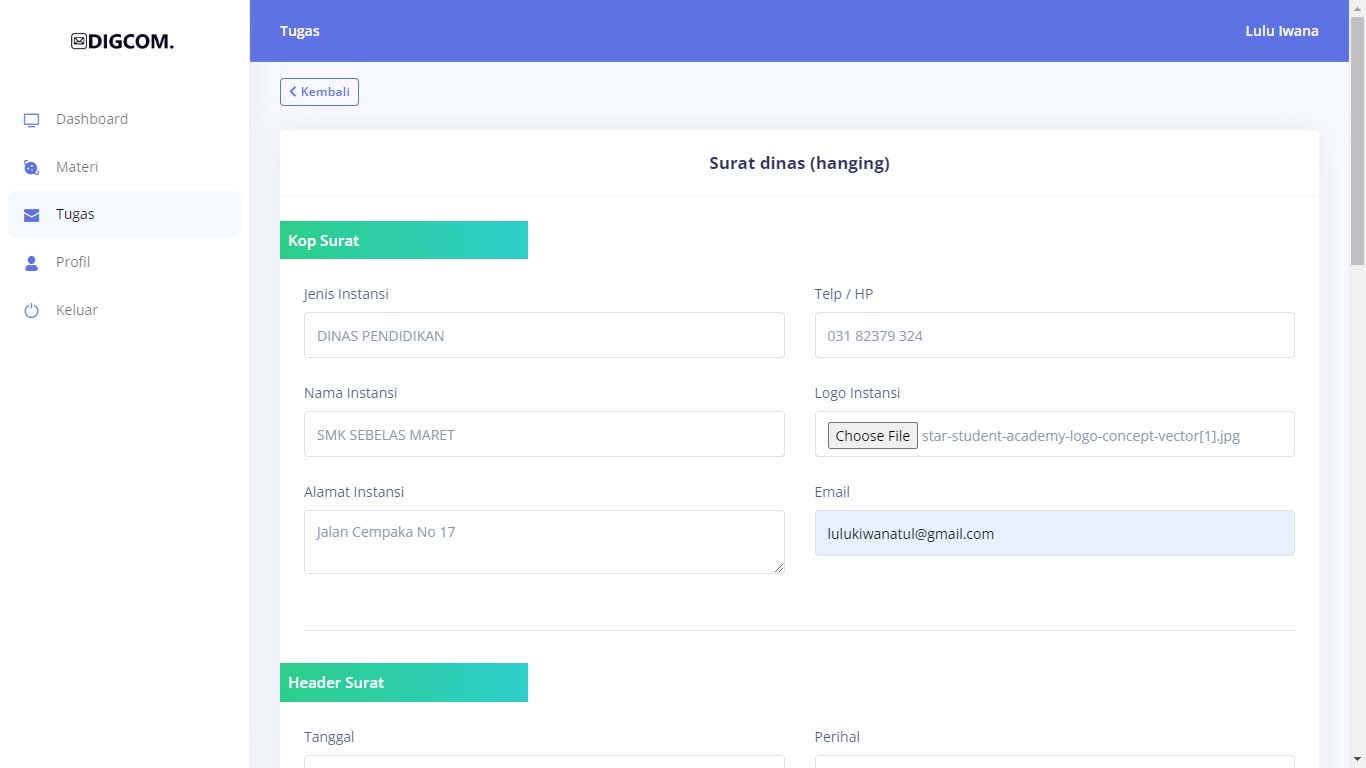 DIGCOM.
Dashboard
Materi
Tugas
Profil
Keluar
Tugas
Lulu Iwana
Kembali
Surat dinas (hanging)
Kop Surat
Jenis Instansi
DINAS PENDIDIKAN
Telp / HP
031 82379 324
Nama Instansi
SMK SEBELAS MARET
Logo Instansi
Choose File star-student-academy-logo-concept-vector[1].jpg
Alamat Instansi
Jalan Cempaka No 17
Email
lulukiwanatul@gmail.com
Header Surat
Tanggal
Perihal